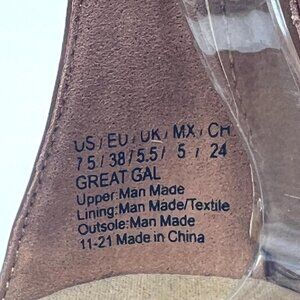 US/EU/UK/MX/CH
7.5/38/5.5/ 5 / 24
GREAT GAL
Upper:Man Made
Lining:Man Made/Textile
Outsole:Man Made
11-21 Made in China